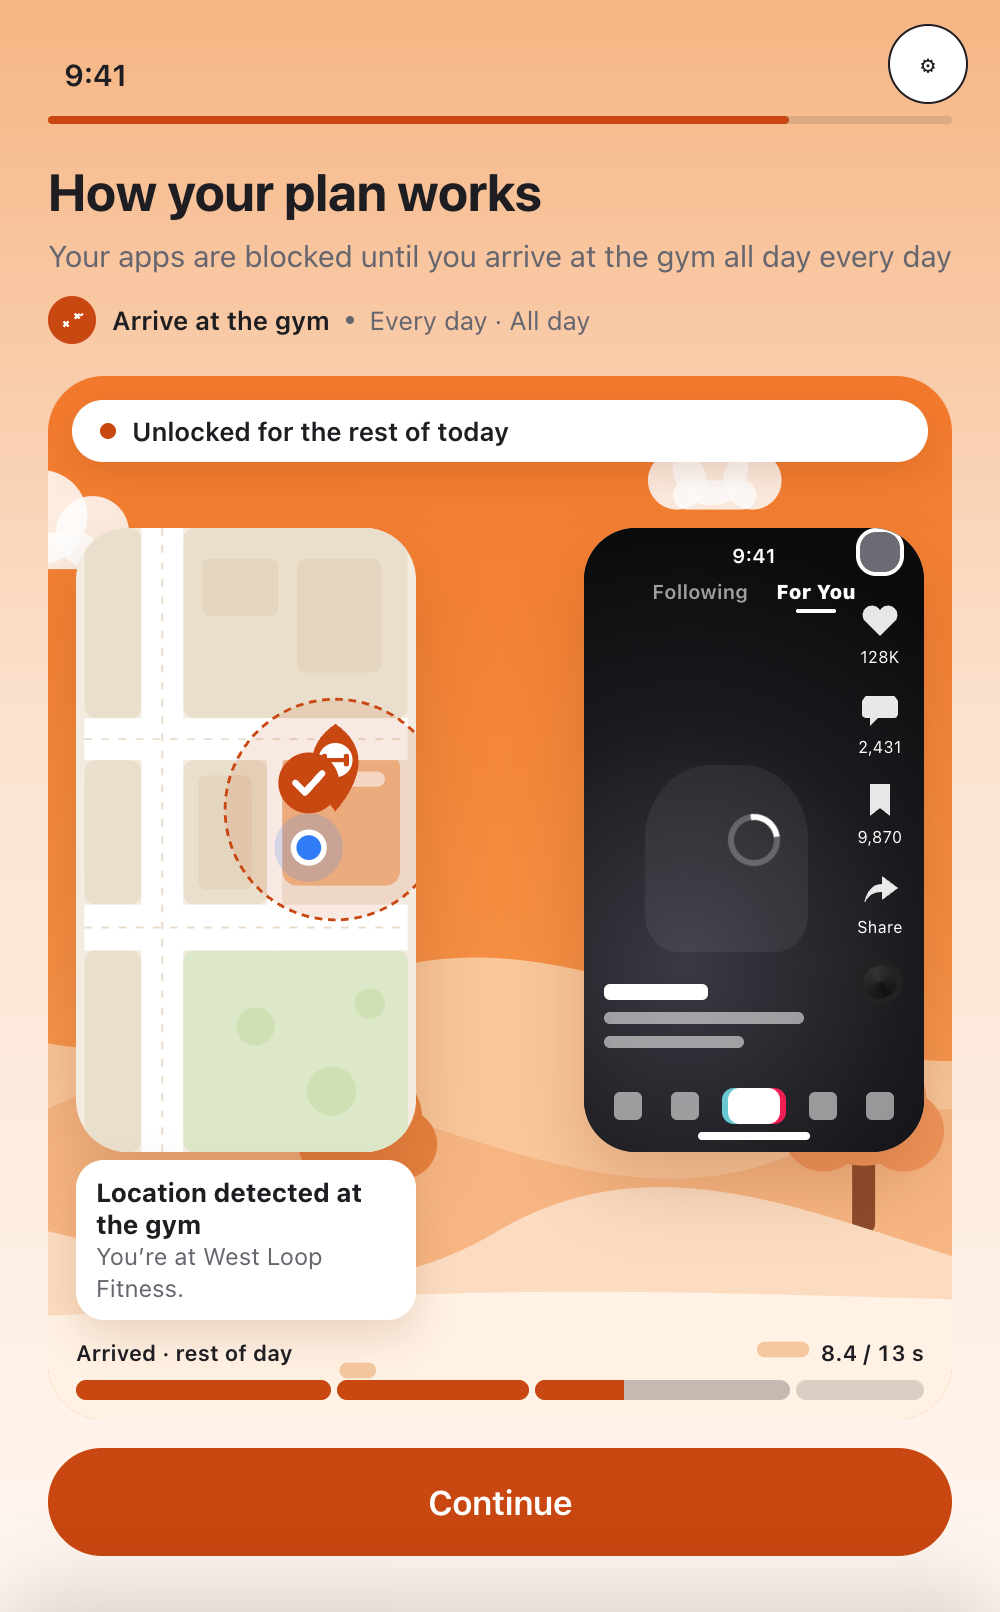 9:41
How your plan works
Your apps are blocked until you arrive at the gym all day every day
Arrive at the gym • Every day · All day
Unlocked for the rest of today
9:41
Following For You
128K
2,431
9,870
Share
Location detected at
the gym
You’re at West Loop
Fitness.
Arrived · rest of day 8.4 / 13 s
Continue